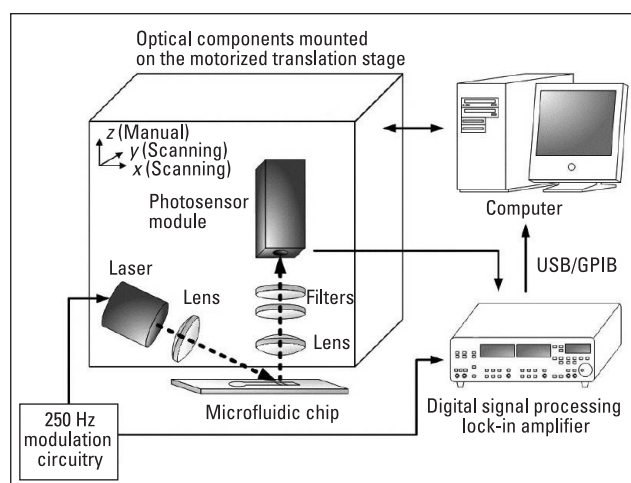 Optical components mounted
on the motorized translation stage
z (Manual)
y (Scanning)
x (Scanning)
Photosensor
module
Computer
Laser
Lens
Filters
USB/GPIB
Lens
Microfluidic chip
250 Hz
modulation
circuitry
Digital signal processing
lock-in amplifier